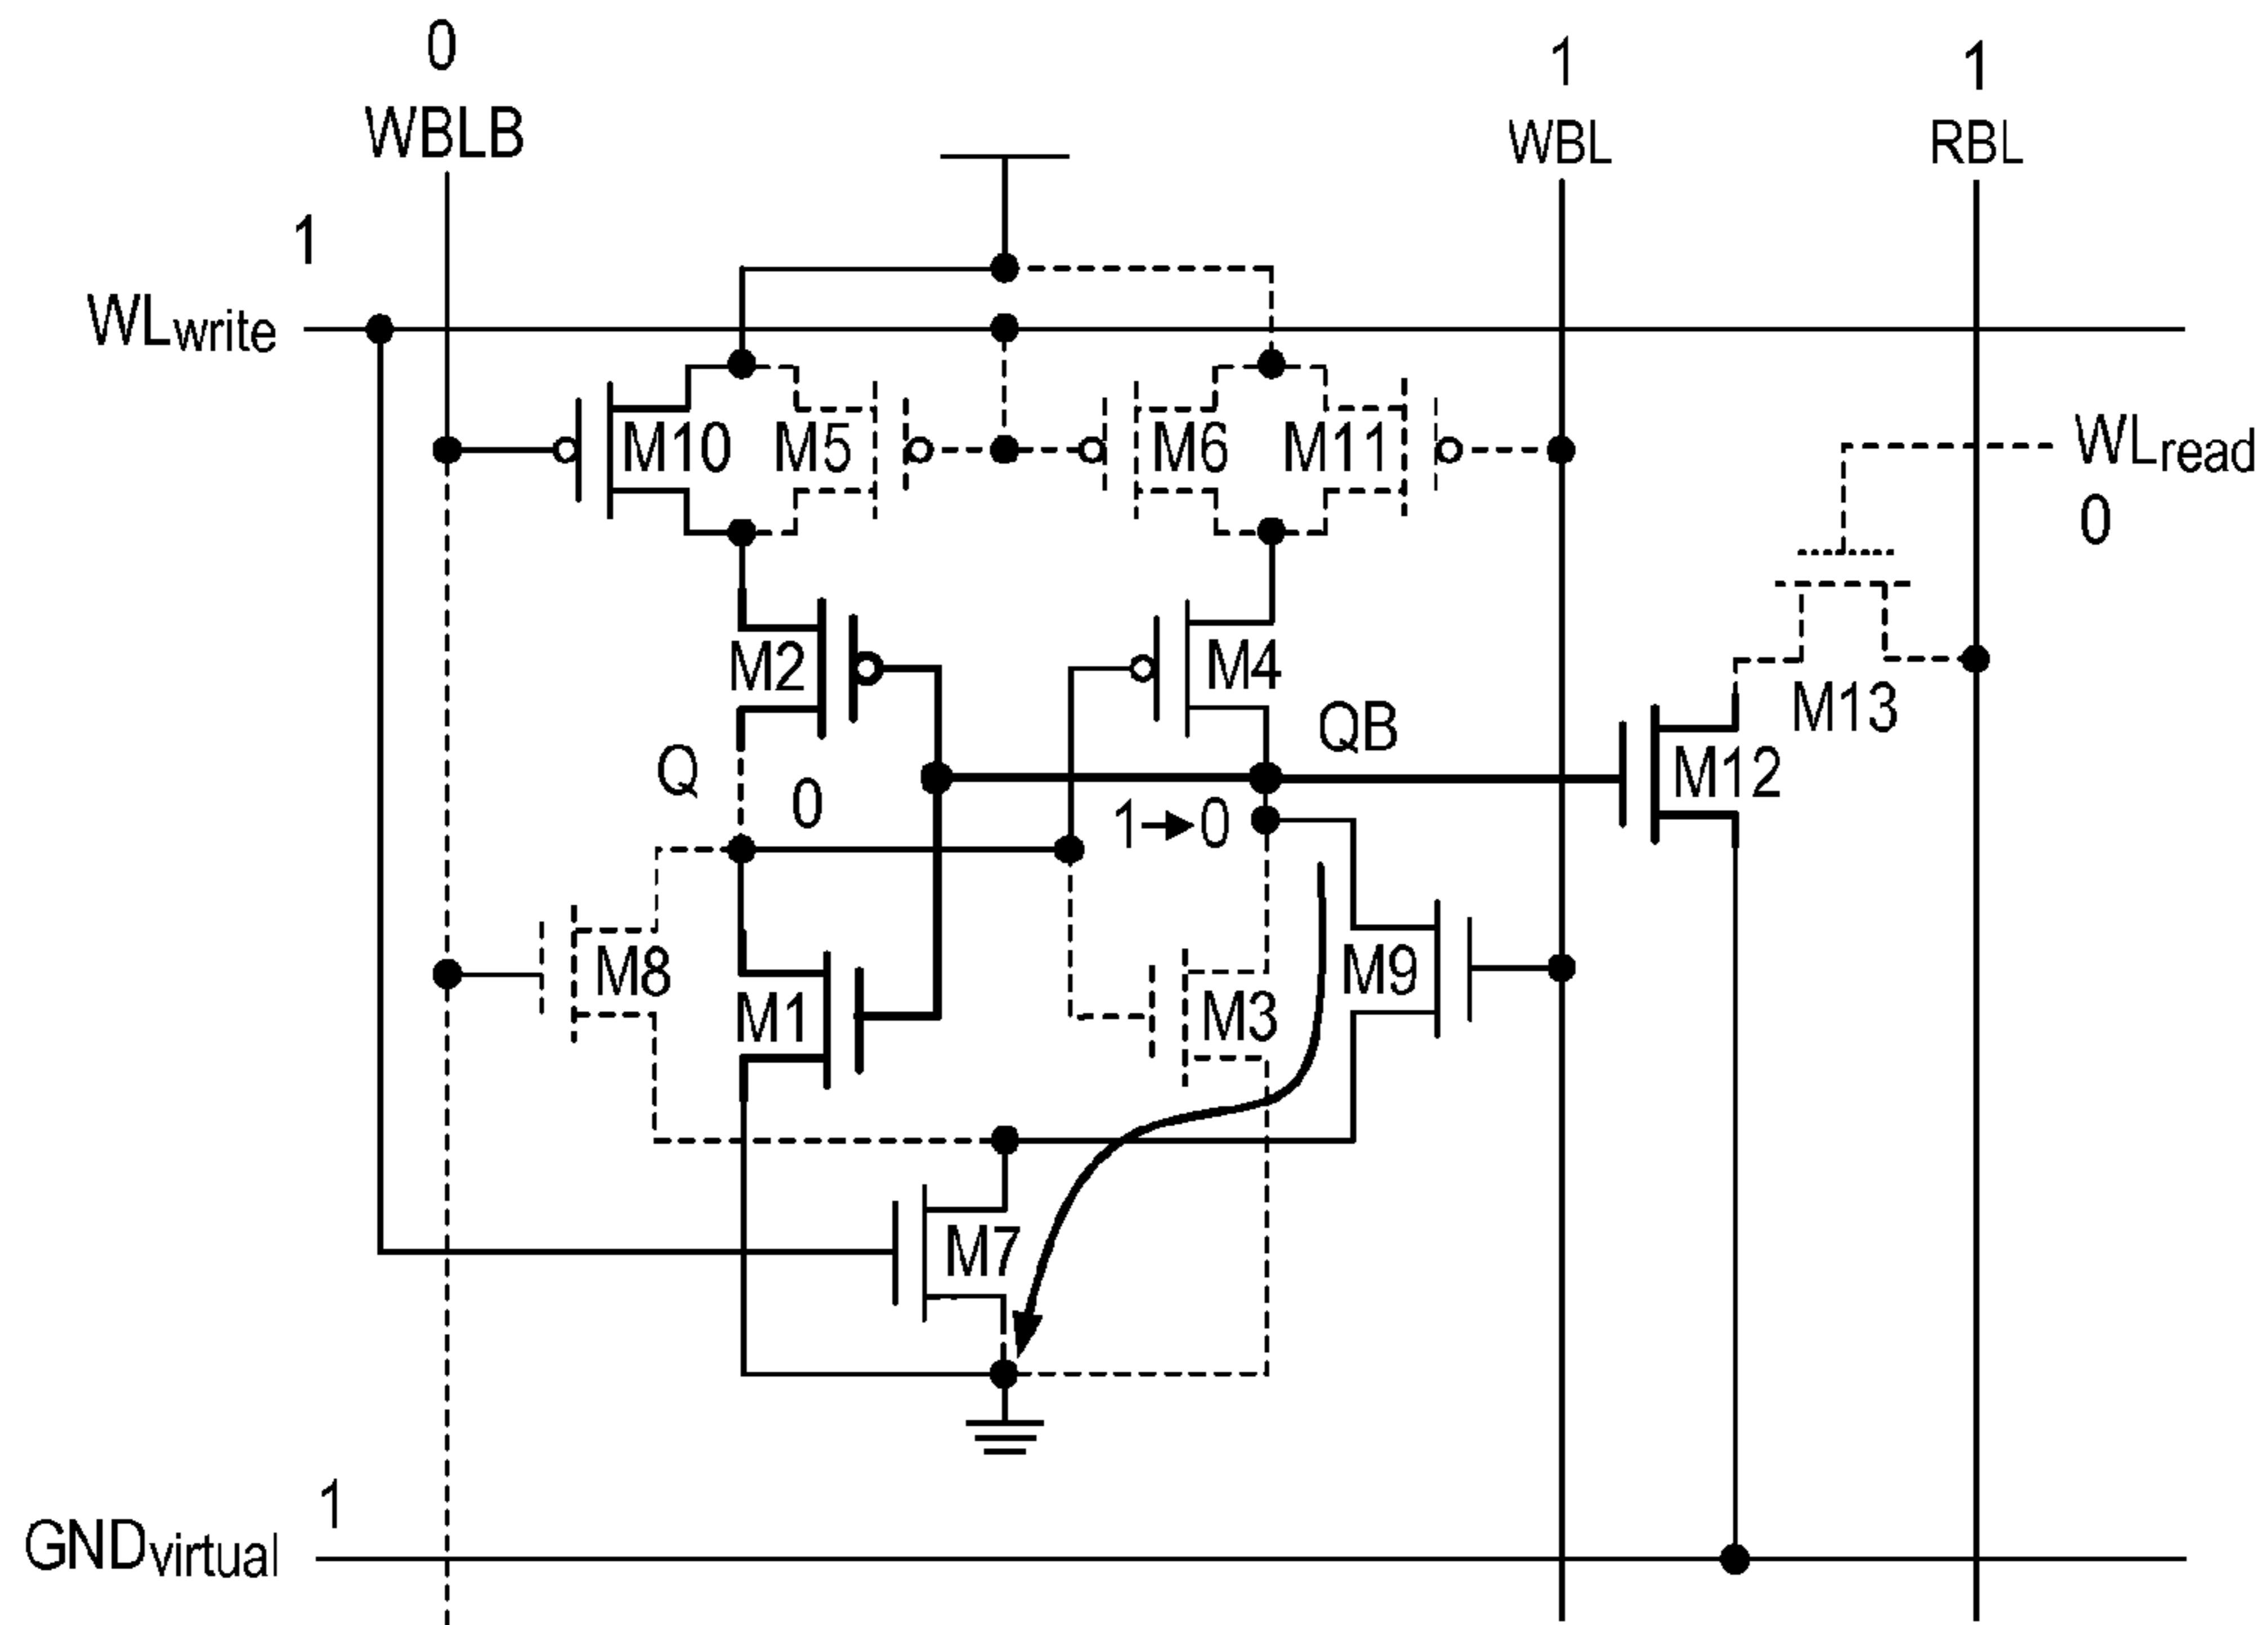 0
WBLB
1
WBL
1
RBL
1
WLwrite
M10
M5
M6
M11
WLread
0
M2
M4
M13
Q
0
QB
1→0
M12
M8
M1
M3
M9
M7
1
GNDvirtual